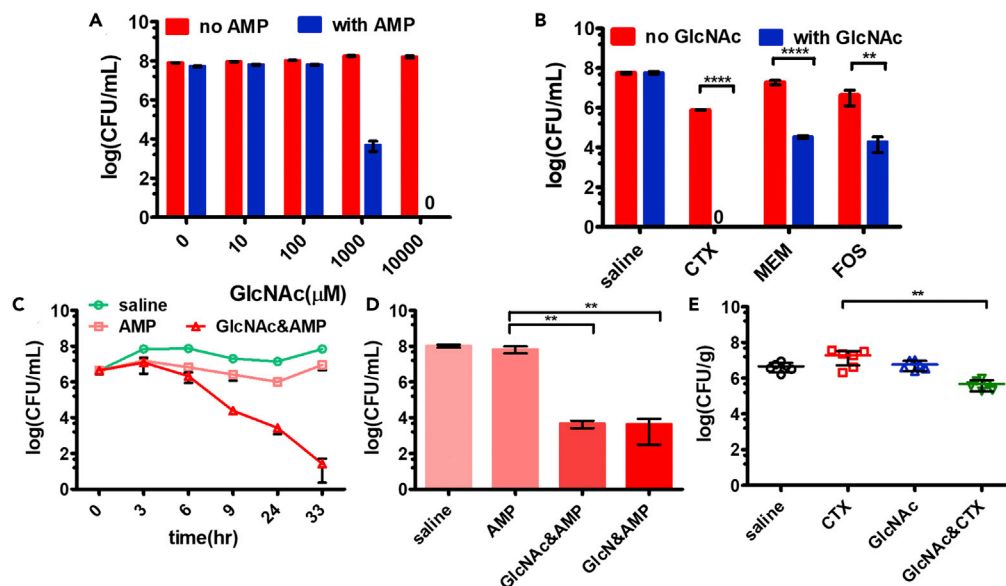 A
no AMP
with AMP
log(CFU/mL)
10
8
6
4
2
0
0
0
10
100
1000
10000
GlcNAc(μM)
B
no GlcNAc
with GlcNAc
log(CFU/mL)
10
8
6
4
2
0
****
****
**
0
saline
CTX
MEM
FOS
C
saline
AMP
GlcNAc&AMP
log(CFU/mL)
10
8
6
4
2
0
0
3
6
9
24
33
time(hr)
D
log(CFU/mL)
10
8
6
4
2
0
**
**
saline
AMP
GlcNAc&AMP
GlcN&AMP
E
log(CFU/g)
10
8
6
4
2
0
**
saline
CTX
GlcNAc
GlcNAc&CTX